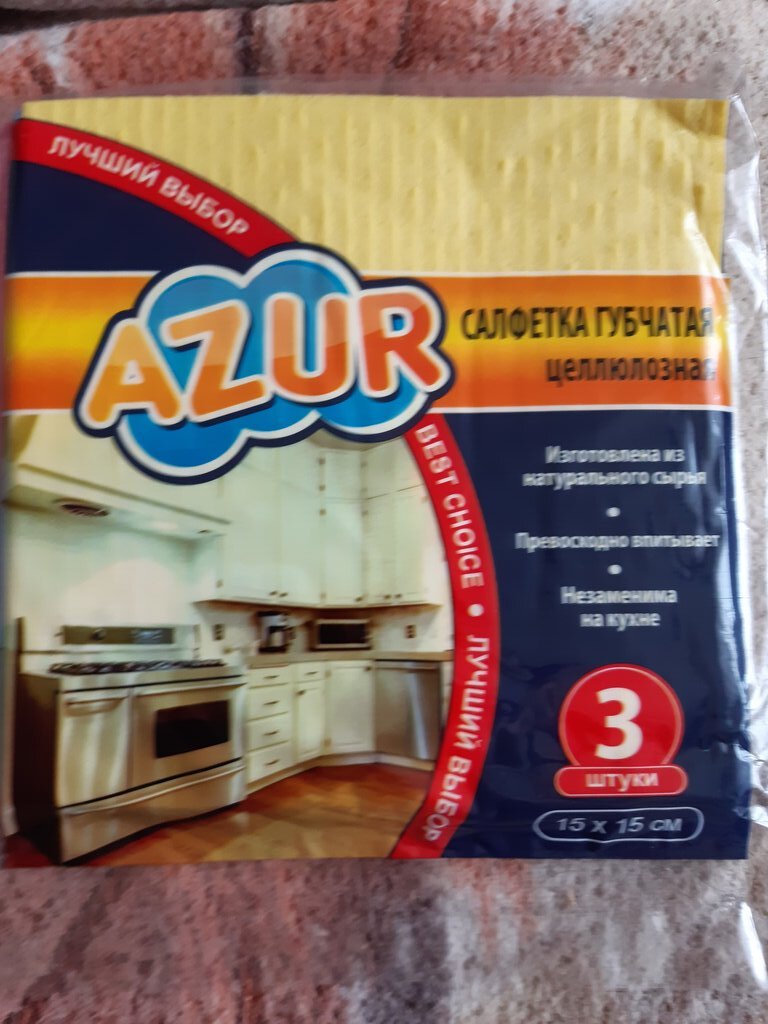 ЛУЧШИЙ ВЫБОР
AZUR
САЛФЕТКА ГУБЧАТАЯ
целлюлозная
BEST CHOICE • ЛУЧШИЙ ВЫБОР
Изготовлена из
натурального сырья
•
Превосходно впитывает
•
Незаменима
на кухне
3
штуки
15 x 15 см